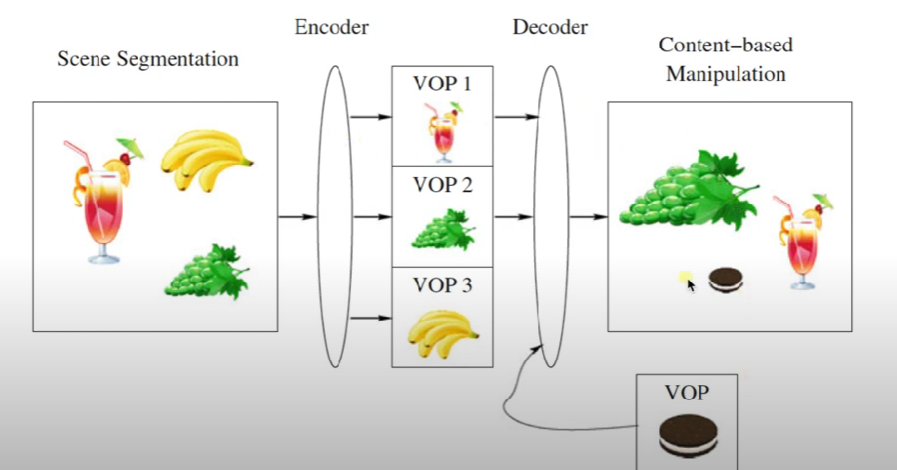 Encoder
Decoder
Scene Segmentation
Content–based
Manipulation
VOP 1
VOP 2
VOP 3
VOP